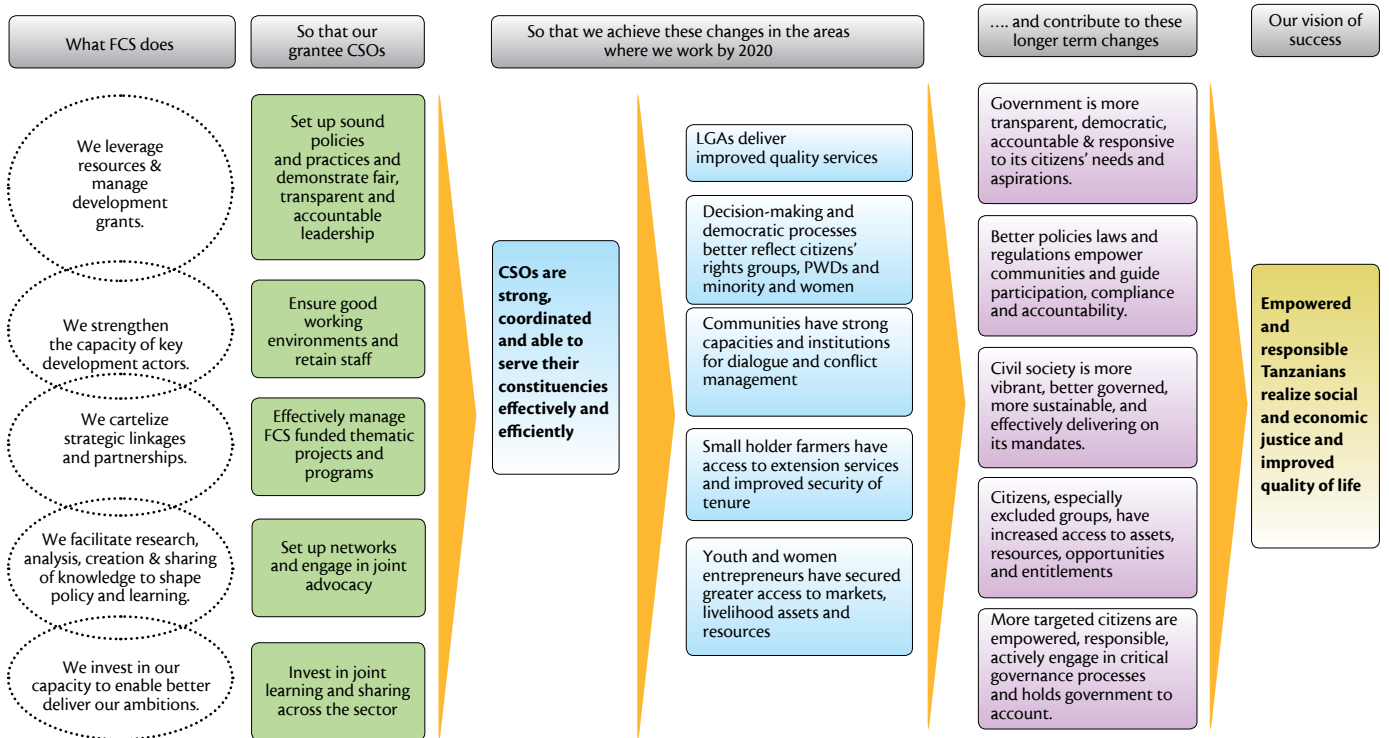 What FCS does
So that our
grantee CSOs
So that we achieve these changes in the areas
where we work by 2020
.... and contribute to these
longer term changes
Our vision of
success
We leverage
resources &
manage
development
grants.
We strengthen
the capacity of key
development actors.
We cartelize
strategic linkages
and partnerships.
We facilitate research,
analysis, creation & sharing
of knowledge to shape
policy and learning.
We invest in our
capacity to enable better
deliver our ambitions.
Set up sound
policies
and practices and
demonstrate fair,
transparent and
accountable
leadership
Ensure good
working
environments and
retain staff
Effectively manage
FCS funded thematic
projects and
programs
Set up networks
and engage in joint
advocacy
Invest in joint
learning and sharing
across the sector
CSOs are
strong,
coordinated
and able to
serve their
constituencies
effectively and
efficiently
LGAs deliver
improved quality services
Decision-making and
democratic processes
better reflect citizens’
rights groups, PWDs and
minority and women
Communities have strong
capacities and institutions
for dialogue and conflict
management
Small holder farmers have
access to extension services
and improved security of
tenure
Youth and women
entrepreneurs have secured
greater access to markets,
livelihood assets and
resources
Government is more
transparent, democratic,
accountable & responsive
to its citizens’ needs and
aspirations.
Better policies laws and
regulations empower
communities and guide
participation, compliance
and accountability.
Civil society is more
vibrant, better governed,
more sustainable, and
effectively delivering on
its mandates.
Citizens, especially
excluded groups, have
increased access to assets,
resources, opportunities
and entitlements
More targeted citizens are
empowered, responsible,
actively engage in critical
governance processes
and holds government to
account.
Empowered
and
responsible
Tanzanians
realize social
and economic
justice and
improved
quality of life